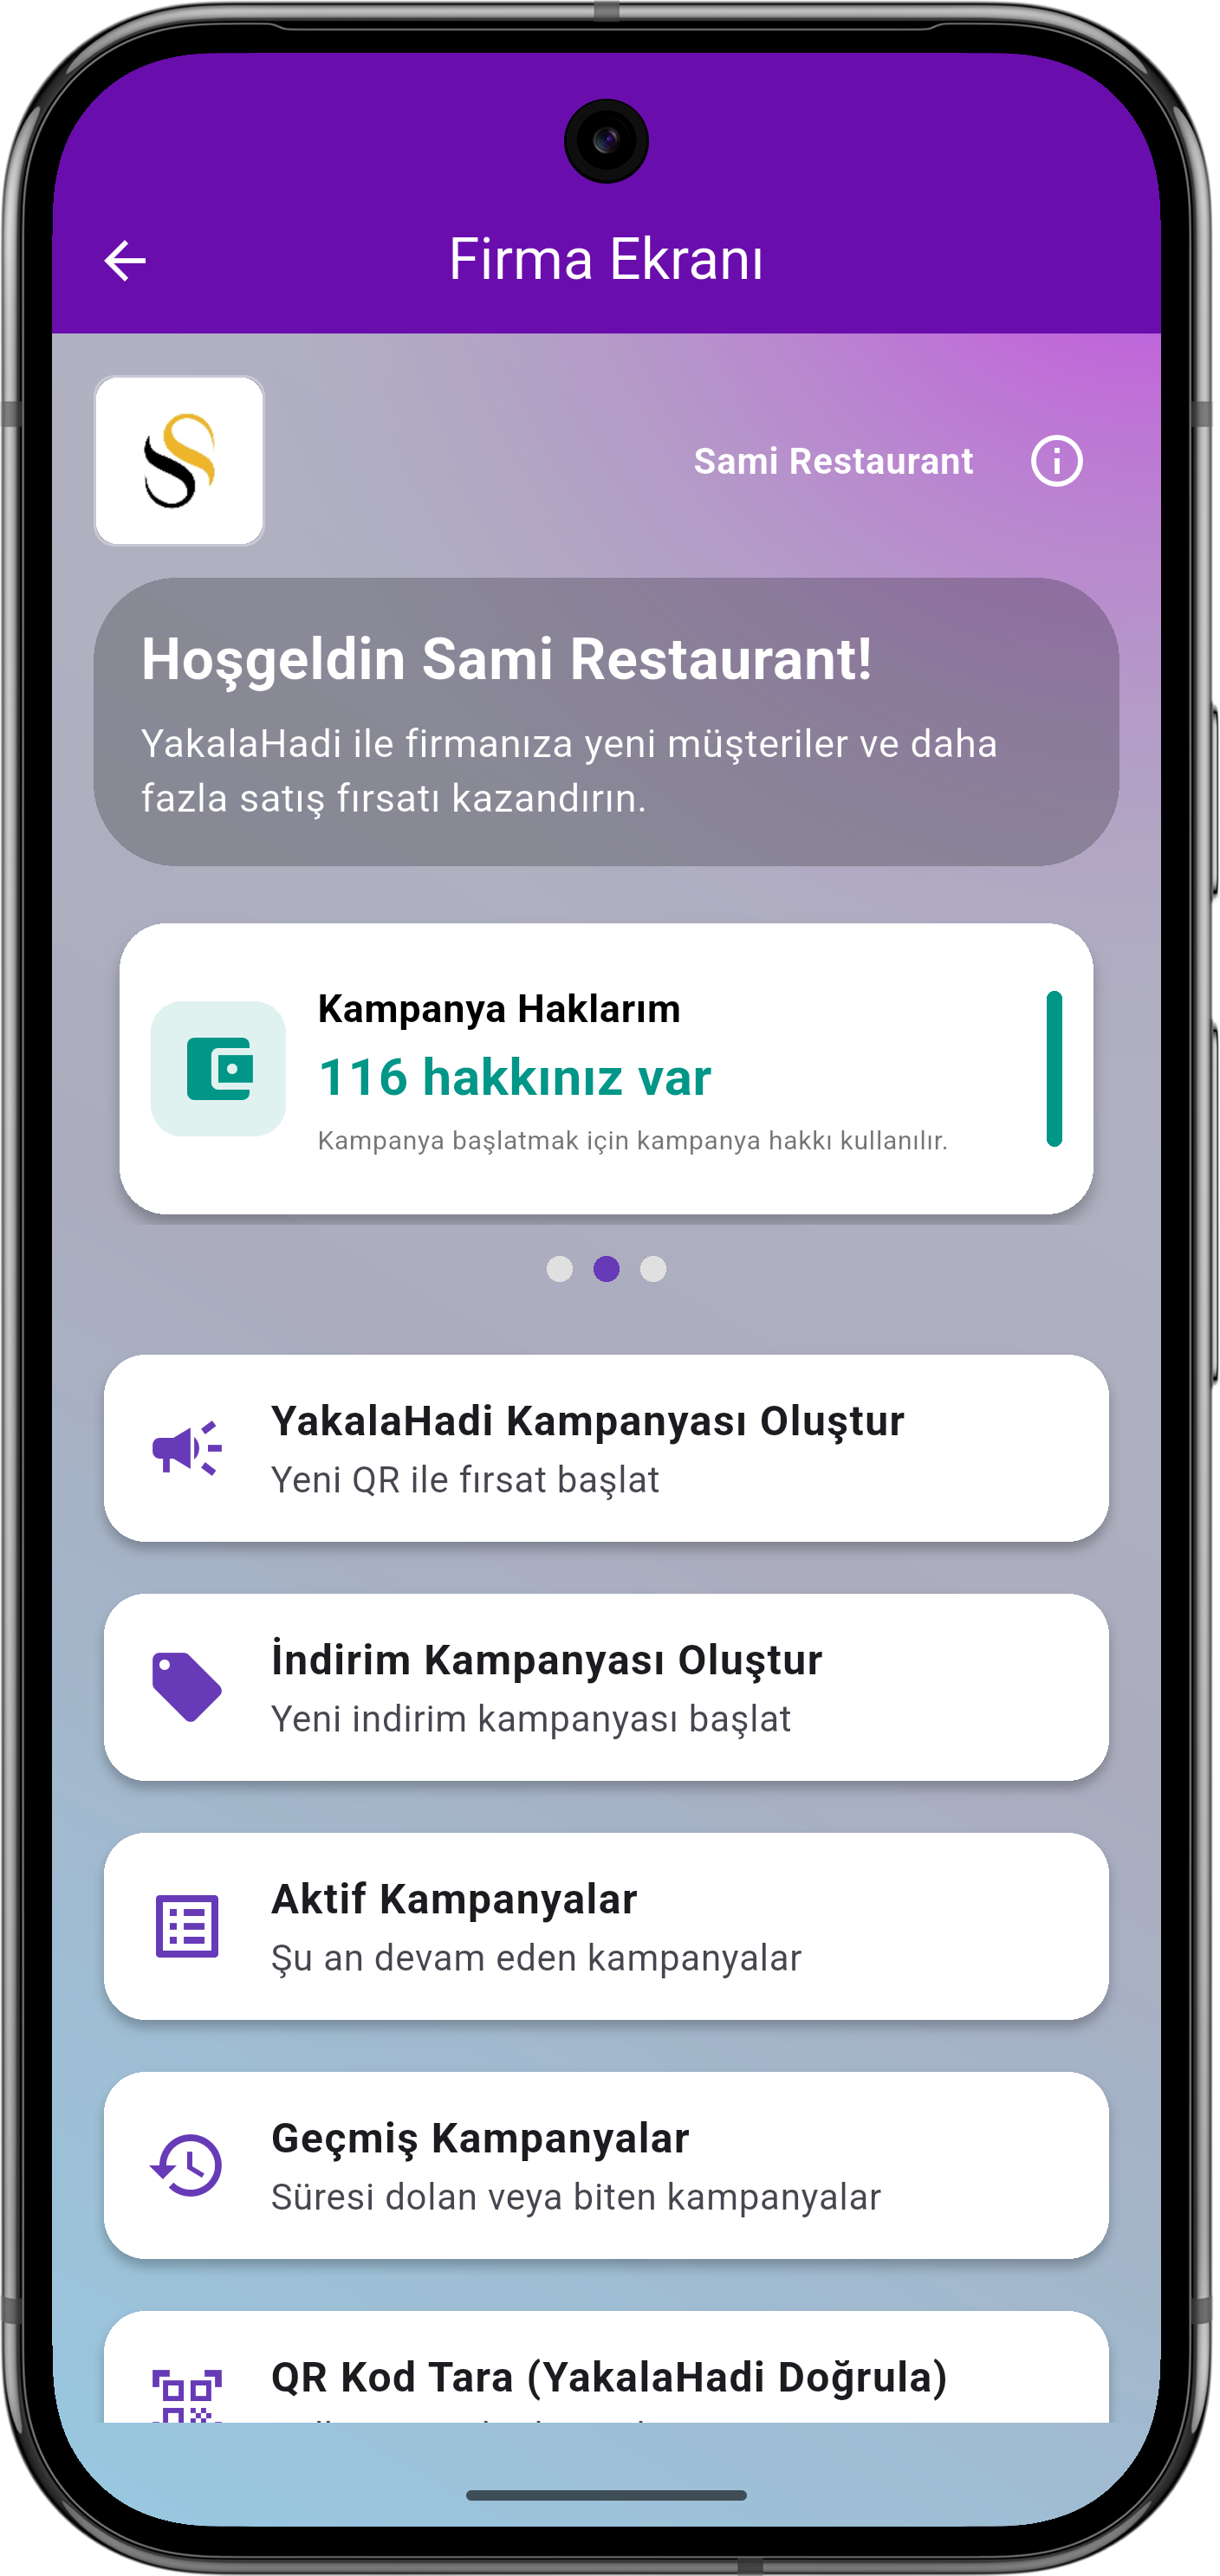 Firma Ekranı
Sami Restaurant
Hoşgeldin Sami Restaurant!
YakalaHadi ile firmanıza yeni müşteriler ve daha
fazla satış fırsatı kazandırın.
Kampanya Haklarım
116 hakkınız var
Kampanya başlatmak için kampanya hakkı kullanılır.
YakalaHadi Kampanyası Oluştur
Yeni QR ile fırsat başlat
İndirim Kampanyası Oluştur
Yeni indirim kampanyası başlat
Aktif Kampanyalar
Şu an devam eden kampanyalar
Geçmiş Kampanyalar
Süresi dolan veya biten kampanyalar
QR Kod Tara (YakalaHadi Doğrula)